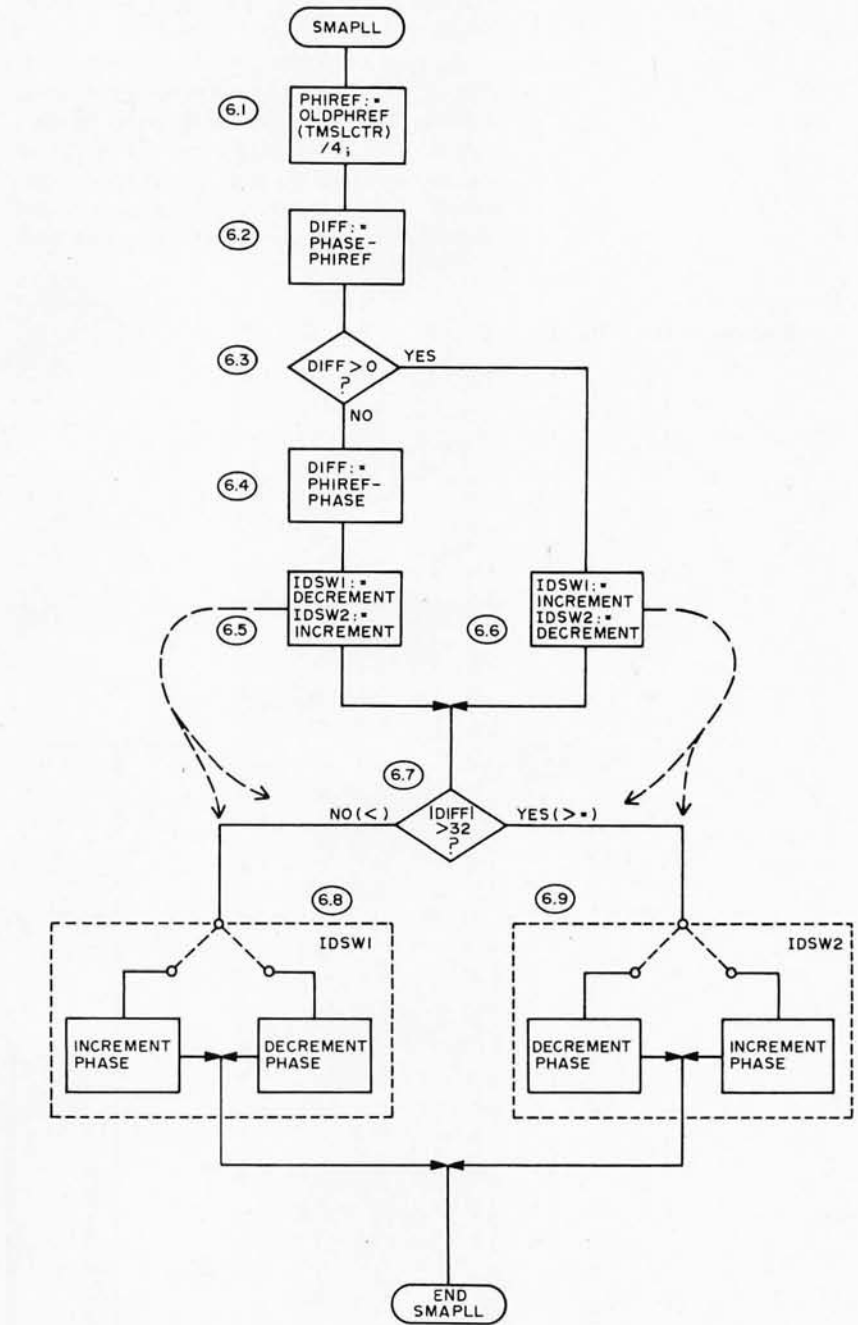 SMAPLL
6.1
PHIREF:=
OLDPHREF
(TMSLCTR)
/4;
6.2
DIFF:=
PHASE-
PHIREF
6.3
DIFF > 0
?
YES
NO
6.4
DIFF:=
PHIREF-
PHASE
6.5
IDSW1:=
DECREMENT
IDSW2:=
INCREMENT
6.6
IDSW1:=
INCREMENT
IDSW2:=
DECREMENT
6.7
NO(<)
|DIFF|
>32
?
YES(>=)
6.8
IDSW1
INCREMENT
PHASE
DECREMENT
PHASE
6.9
IDSW2
DECREMENT
PHASE
INCREMENT
PHASE
END
SMAPLL